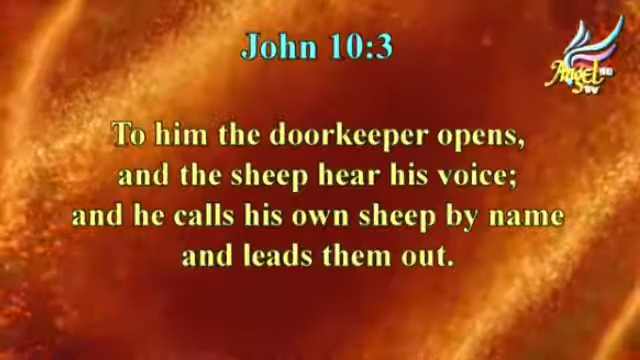 John 10:3
Angel
TV
To him the doorkeeper opens,
and the sheep hear his voice;
and he calls his own sheep by name
and leads them out.